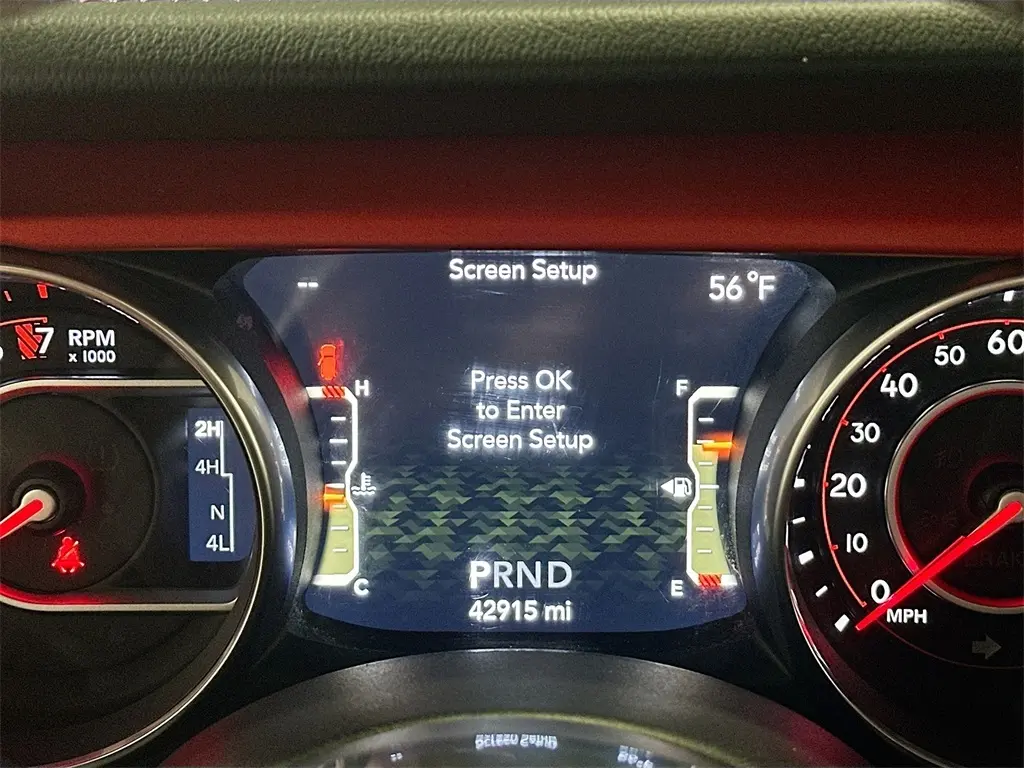 Screen Setup
--
56°F
7
RPM
x 1000
H
Press OK
to Enter
Screen Setup
F
2H
4H
N
4L
C
E
PRND
42915 mi
60
50
40
30
20
10
0
MPH